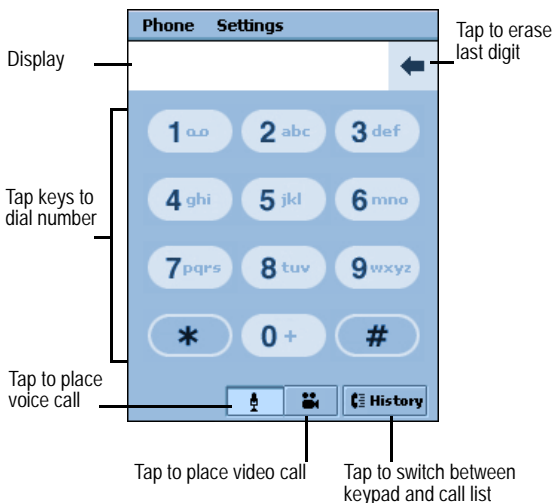 Phone Settings
Tap to erase
last digit
Display
1
2 abc
3 def
4 ghi
5 jkl
6 mno
Tap keys to
dial number
7 pqrs
8 tuv
9 wxyz
* 0 + #
Tap to place
voice call
History
Tap to place video call
Tap to switch between
keypad and call list